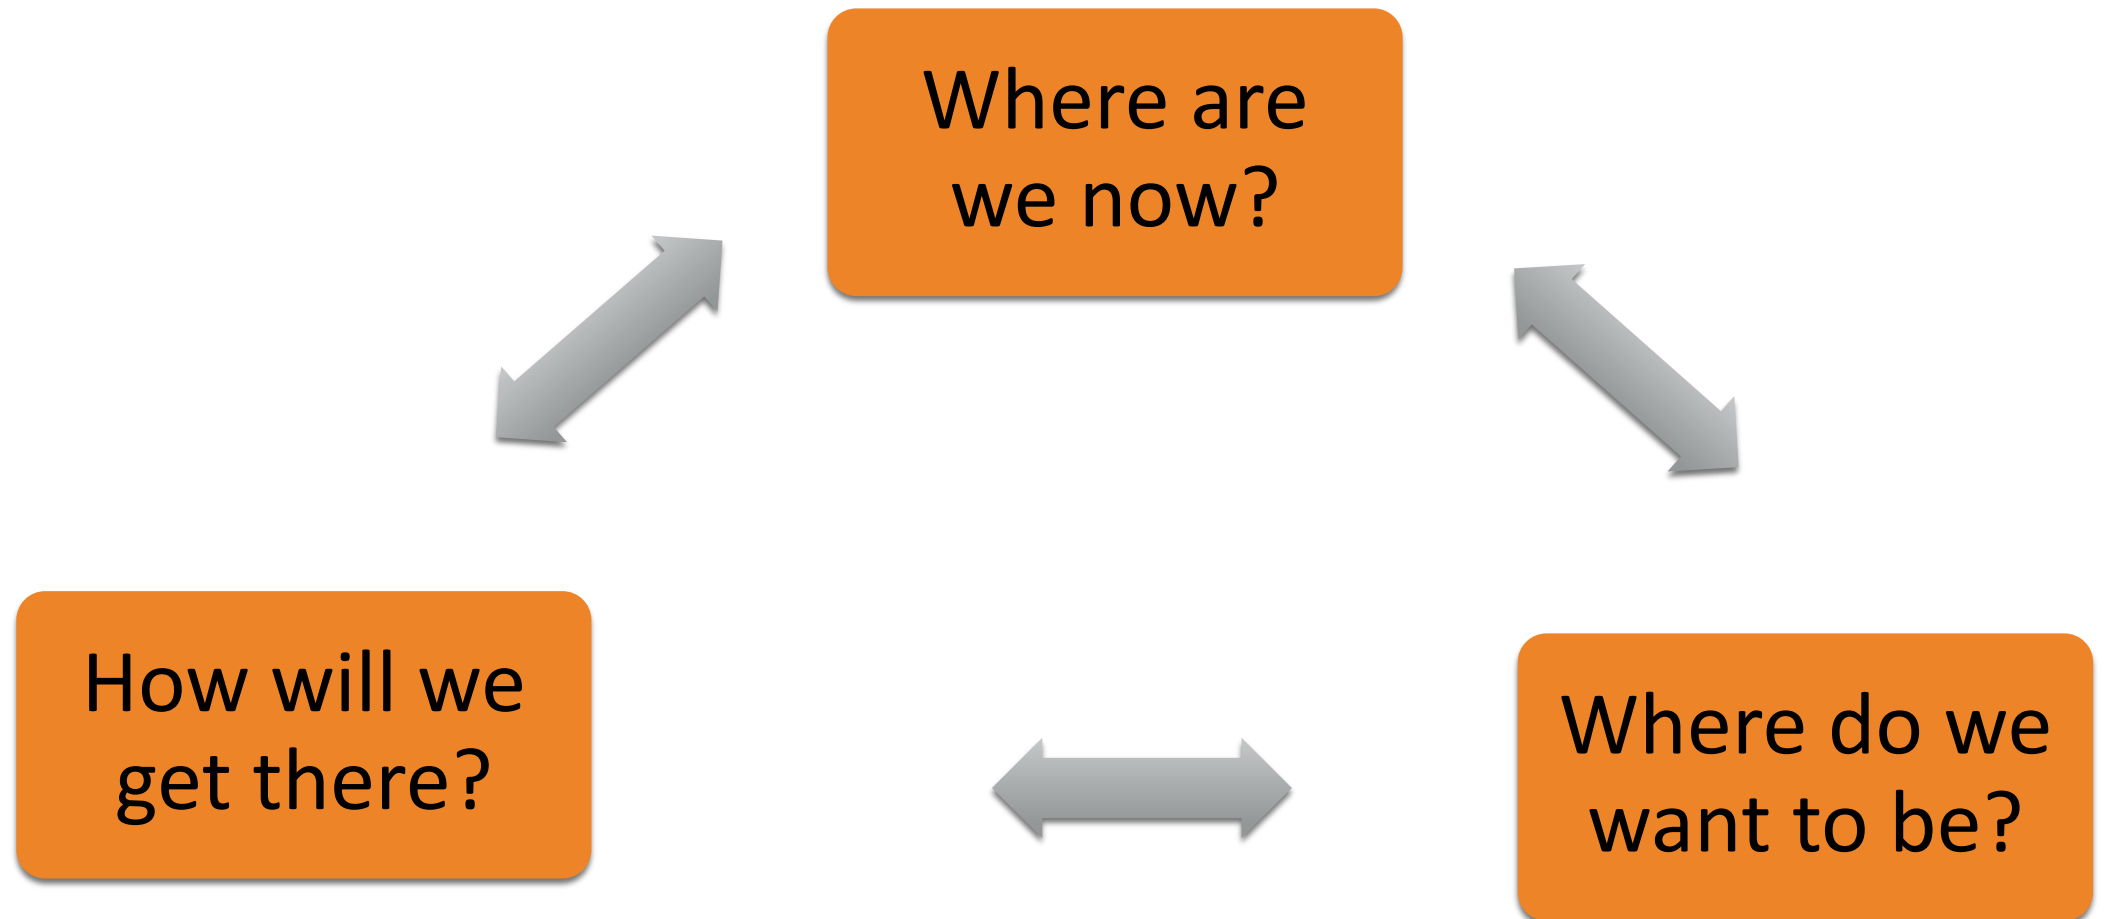 Where are
we now?
How will we
get there?
Where do we
want to be?